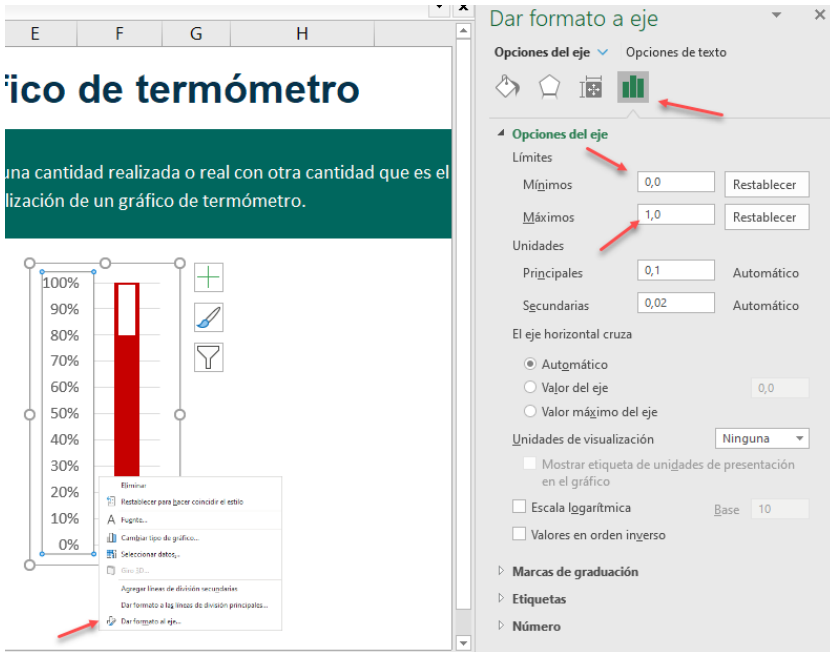 E F G H
fico de termómetro
una cantidad realizada o real con otra cantidad que es el
lización de un gráfico de termómetro.
100%
90%
80%
70%
60%
50%
40%
30%
20%
10%
0%
Eliminar
Restablecer para hacer coincidir el estilo
Fuente...
Cambiar tipo de gráfico...
Seleccionar datos...
Giro 3D...
Agregar líneas de división secundarias
Dar formato a las líneas de división principales...
Dar formato al eje...
Dar formato a eje
Opciones del eje Opciones de texto
Opciones del eje
Límites
Mínimos 0,0 Restablecer
Máximos 1,0 Restablecer
Unidades
Principales 0,1 Automático
Secundarias 0,02 Automático
El eje horizontal cruza
Automático
Valor del eje 0,0
Valor máximo del eje
Unidades de visualización Ninguna
Mostrar etiqueta de unidades de presentación
en el gráfico
Escala logarítmica Base 10
Valores en orden inverso
Marcas de graduación
Etiquetas
Número